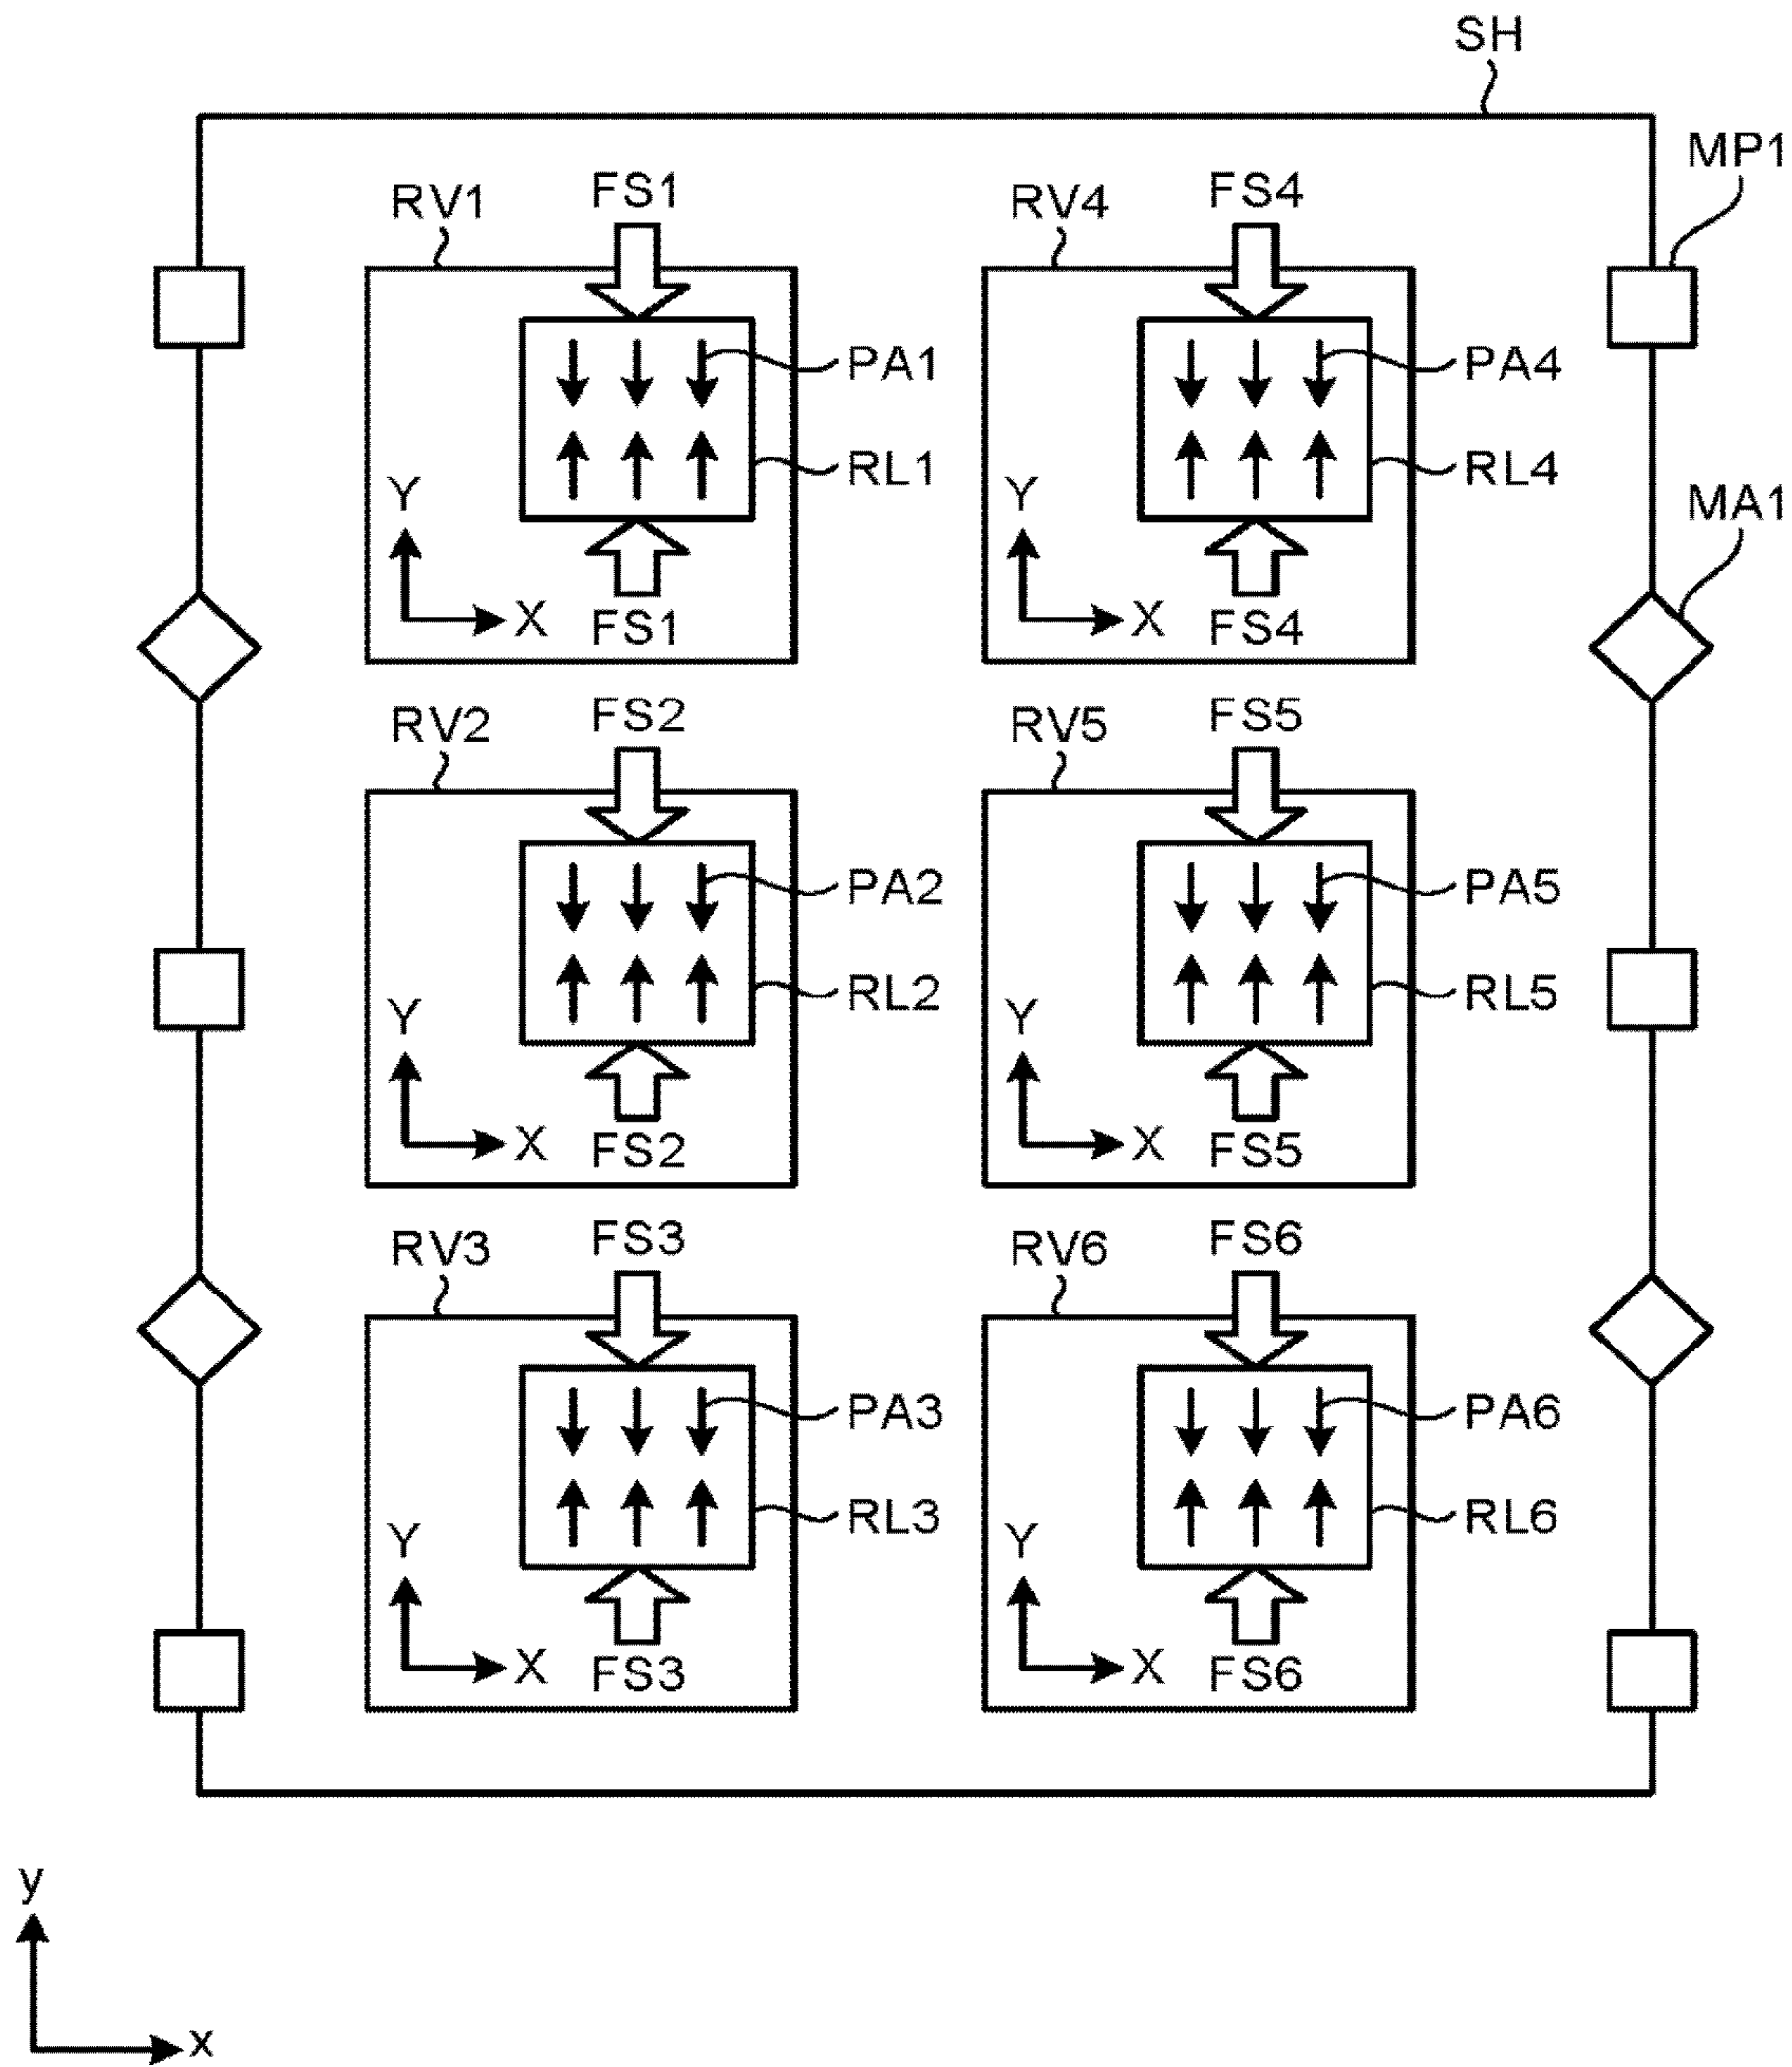 SH
MP1
RV1
FS1
RV4
FS4
PA1
PA4
RL1
RL4
Y
Y
MA1
X
FS1
X
FS4
RV2
FS2
RV5
FS5
PA2
PA5
RL2
RL5
Y
Y
X
FS2
X
FS5
RV3
FS3
RV6
FS6
PA3
PA6
RL3
RL6
Y
Y
X
FS3
X
FS6
y
x